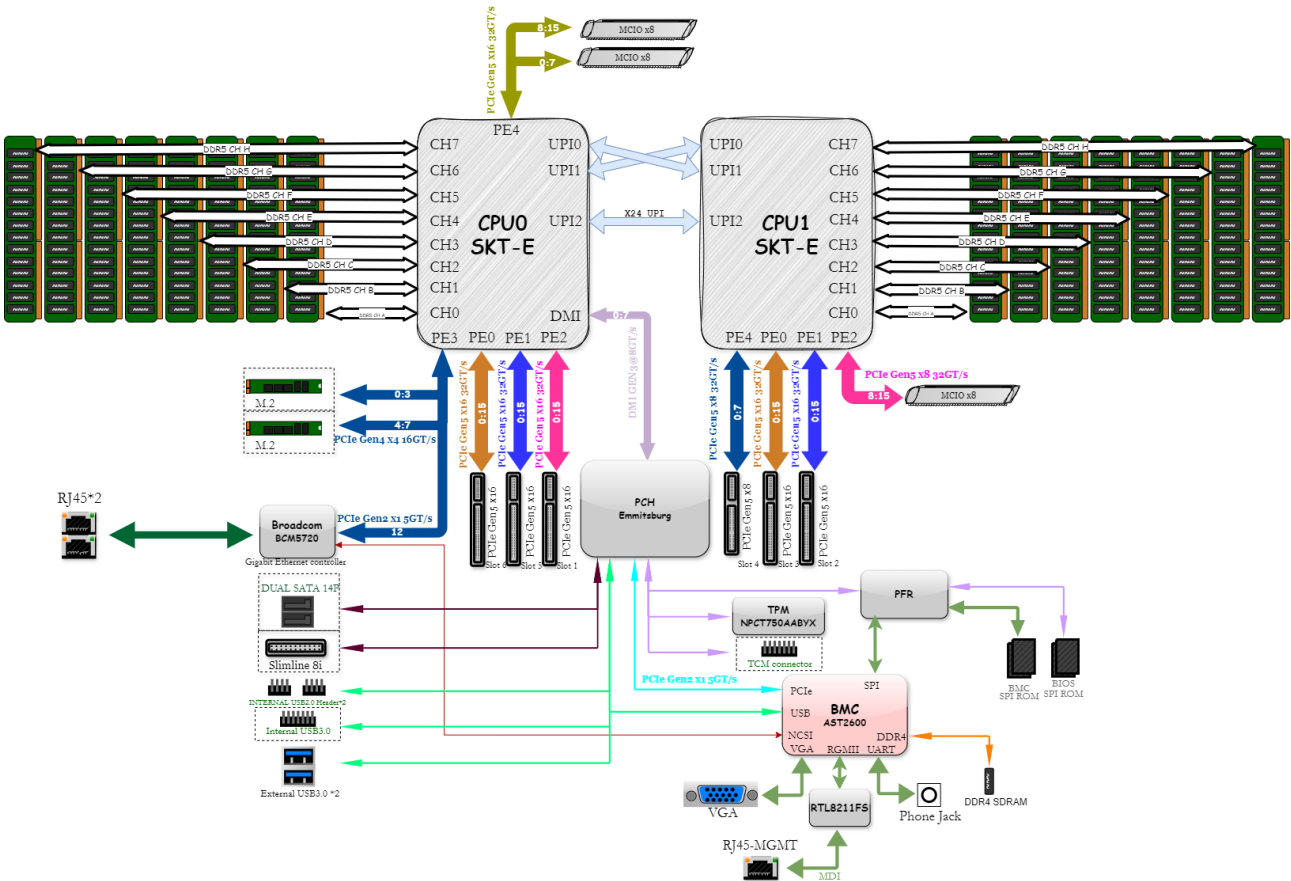 PCIe Gen5 x16 32GT/s
8:15
MCIO x8
0:7
MCIO x8
PE4
CH7
CH6
CH5
CH4
CH3
CH2
CH1
CH0
UPI0
UPI1
UPI2
DMI
CPU0
SKT-E
PE3
PE0
PE1
PE2
DDR5 CH H
DDR5 CH G
DDR5 CH F
DDR5 CH E
DDR5 CH D
DDR5 CH C
DDR5 CH B
DDR5 CH A
X24 UPI
UPI0
UPI1
UPI2
CPU1
SKT-E
CH7
CH6
CH5
CH4
CH3
CH2
CH1
CH0
PE4
PE0
PE1
PE2
DDR5 CH H
DDR5 CH G
DDR5 CH F
DDR5 CH E
DDR5 CH D
DDR5 CH C
DDR5 CH B
DDR5 CH A
0:7
DMI GEN3@8GT/s
M.2
0:3
M.2
4:7
PCIe Gen4 x4 16GT/s
PCIe Gen5 x16 32GT/s
0:15
PCIe Gen5 x16 32GT/s
0:15
PCIe Gen5 x16 32GT/s
0:15
PCIe Gen5 x8 32GT/s
0:7
PCIe Gen5 x16 32GT/s
0:15
PCIe Gen5 x16 32GT/s
0:15
PCIe Gen5 x8 32GT/s
8:15
MCIO x8
PCIe Gen5 x16
Slot 6
PCIe Gen5 x16
Slot 5
PCIe Gen5 x16
Slot 1
PCH
Emmitsburg
PCIe Gen5 x8
Slot 4
PCIe Gen5 x16
Slot 3
PCIe Gen5 x16
Slot 2
RJ45*2
Broadcom
BCM5720
Gigabit Ethernet controller
PCIe Gen2 x1 5GT/s
12
DUAL SATA 14P
Slimline 8i
INTERNAL USB2.0 Header*2
Internal USB3.0
External USB3.0 *2
TPM
NPCT750AABYX
TCM connector
PFR
BMC
SPI ROM
BIOS
SPI ROM
PCIe Gen2 x1 5GT/s
PCIe
SPI
USB
BMC
AST2600
NCSI
DDR4
VGA
RGMII
UART
VGA
RTL8211FS
Phone Jack
DDR4 SDRAM
RJ45-MGMT
MDI